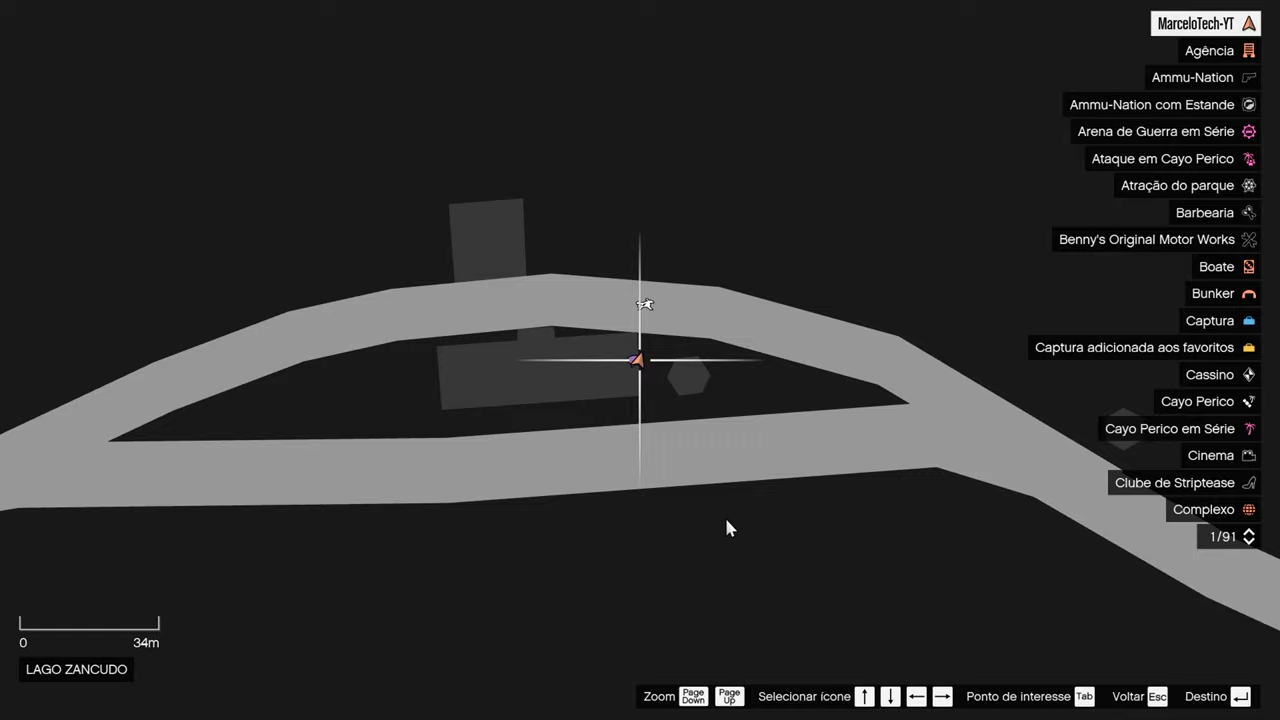 MarceloTech-YT
Agência
Ammu-Nation
Ammu-Nation com Estande
Arena de Guerra em Série
Ataque em Cayo Perico
Atração do parque
Barbearia
Benny's Original Motor Works
Boate
Bunker
Captura
Captura adicionada aos favoritos
Cassino
Cayo Perico
Cayo Perico em Série
Cinema
Clube de Striptease
Complexo
1/91
0 34m
LAGO ZANCUDO
Zoom Page Down Page Up Selecionar ícone ↑ ↓ ← → Ponto de interesse Tab Voltar Esc Destino ↵